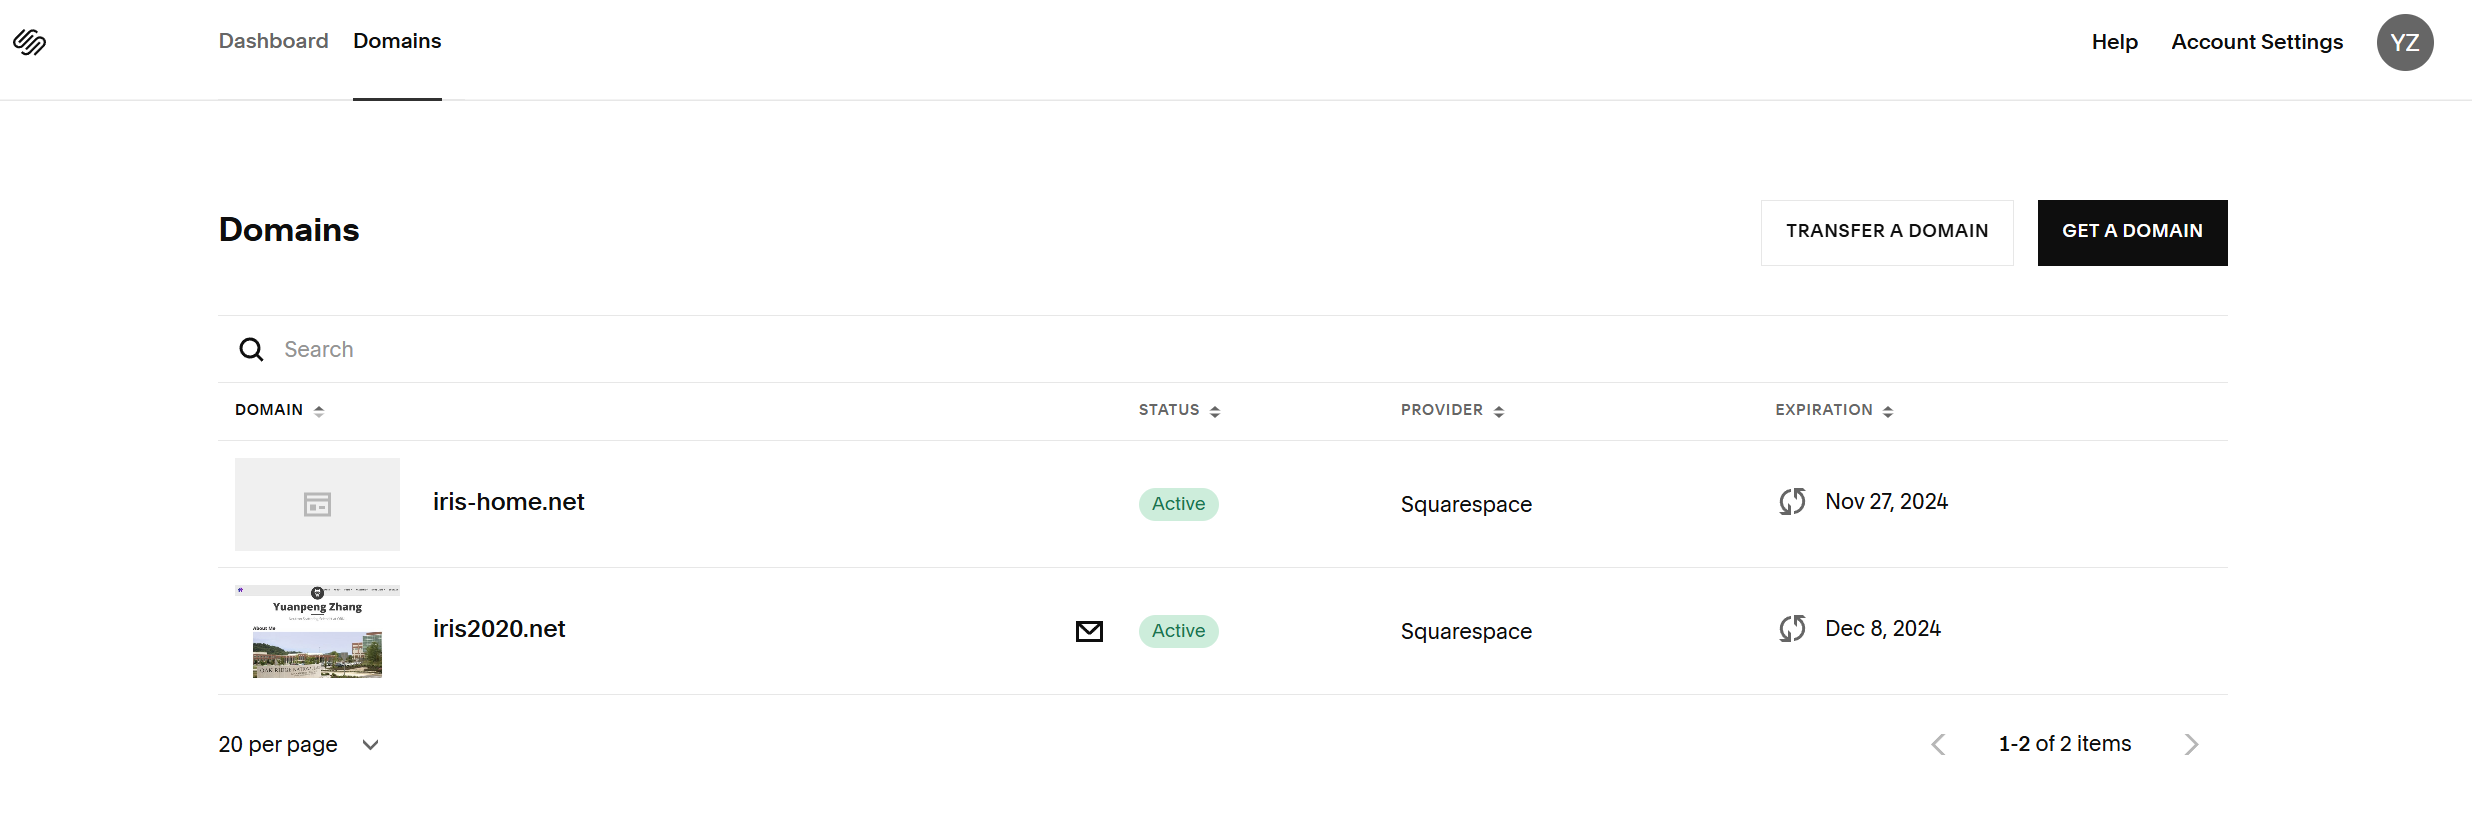 Dashboard Domains Help Account Settings YZ
Domains TRANSFER A DOMAIN GET A DOMAIN
Search
DOMAIN STATUS PROVIDER EXPIRATION
iris-home.net Active Squarespace Nov 27, 2024
Yuanpeng Zhang
About Me
iris2020.net Active Squarespace Dec 8, 2024
20 per page 1-2 of 2 items